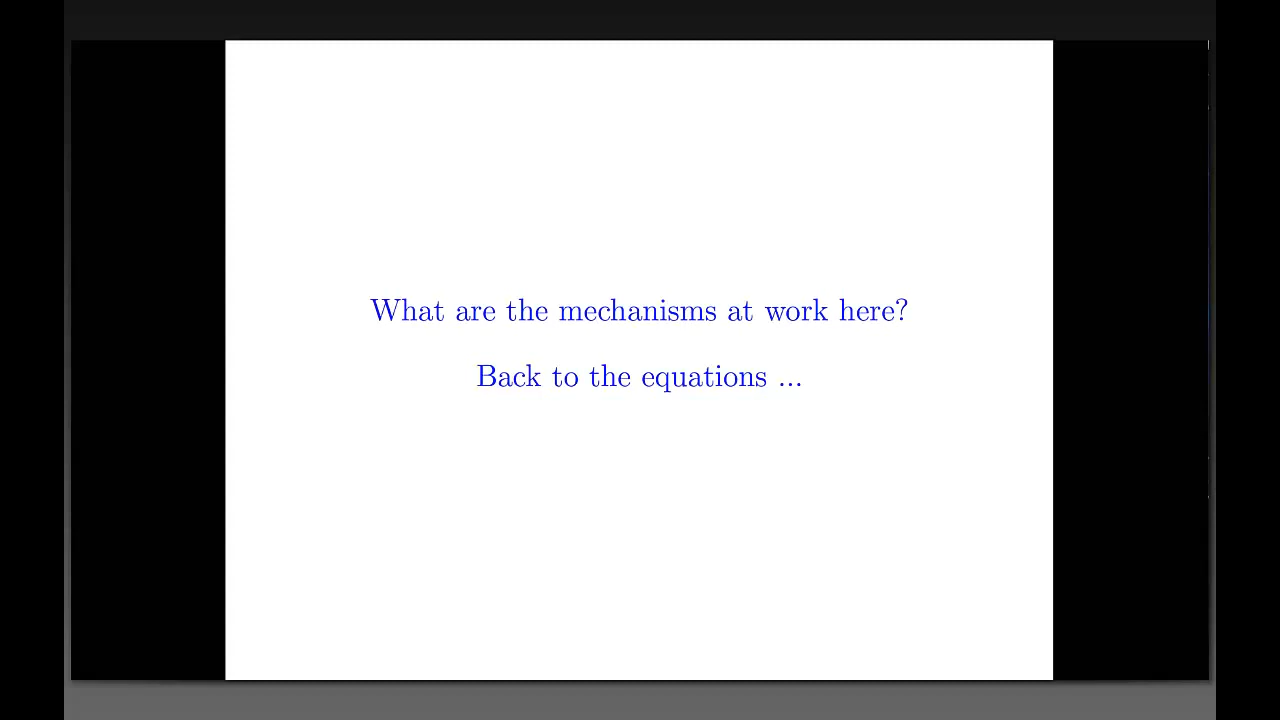 What are the mechanisms at work here?
Back to the equations ...